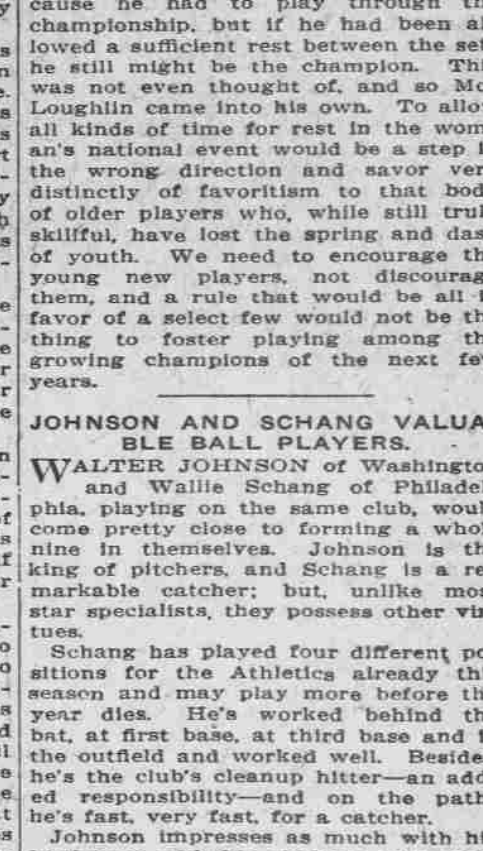 cause he had to play through th
championship, but if he had been al
lowed a sufficient rest between the set
he still might be the champion. Thi
was not even thought of, and so Mc
Loughlin came into his own. To allo
all kinds of time for rest in the wom
an's national event would be a step i
the wrong direction and savor ver
distinctly of favoritism to that bod
of older players who, while still trul
skillful, have lost the spring and das
of youth. We need to encourage th
young new players, not discourag
them, and a rule that would be all i
favor of a select few would not be th
thing to foster playing among th
growing champions of the next fe
years.
JOHNSON AND SCHANG VALUA
BLE BALL PLAYERS.
WALTER JOHNSON of Washingto
and Wallie Schang of Philadel
phia, playing on the same club, woul
come pretty close to forming a whol
nine in themselves. Johnson is th
king of pitchers, and Schang is a re
markable catcher; but, unlike mos
star specialists, they possess other vir
tues.
Schang has played four different po
sitions for the Athletics already thi
season and may play more before th
year dies. He's worked behind th
bat, at first base, at third base and i
the outfield and worked well. Beside
he's the club's cleanup hitter—an add
ed responsibility—and on the path
he's fast, very fast, for a catcher.
Johnson impresses as much with hi